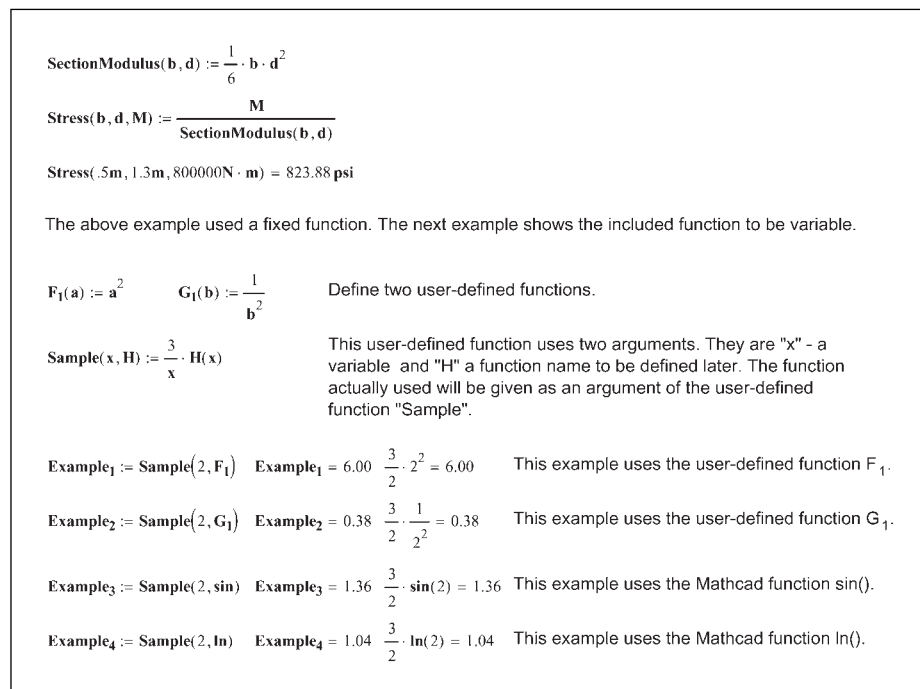 SectionModulus(b, d) := 1/6 · b · d²
Stress(b, d, M) := M / SectionModulus(b, d)
Stress(.5m, 1.3m, 800000N · m) = 823.88 psi
The above example used a fixed function. The next example shows the included function to be variable.
F₁(a) := a² G₁(b) := 1/b² Define two user-defined functions.
Sample(x, H) := 3/x · H(x) This user-defined function uses two arguments. They are "x" - a
variable and "H" a function name to be defined later. The function
actually used will be given as an argument of the user-defined
function "Sample".
Example₁ := Sample(2, F₁) Example₁ = 6.00 3/2 · 2² = 6.00 This example uses the user-defined function F₁.
Example₂ := Sample(2, G₁) Example₂ = 0.38 3/2 · 1/2² = 0.38 This example uses the user-defined function G₁.
Example₃ := Sample(2, sin) Example₃ = 1.36 3/2 · sin(2) = 1.36 This example uses the Mathcad function sin().
Example₄ := Sample(2, ln) Example₄ = 1.04 3/2 · ln(2) = 1.04 This example uses the Mathcad function ln().